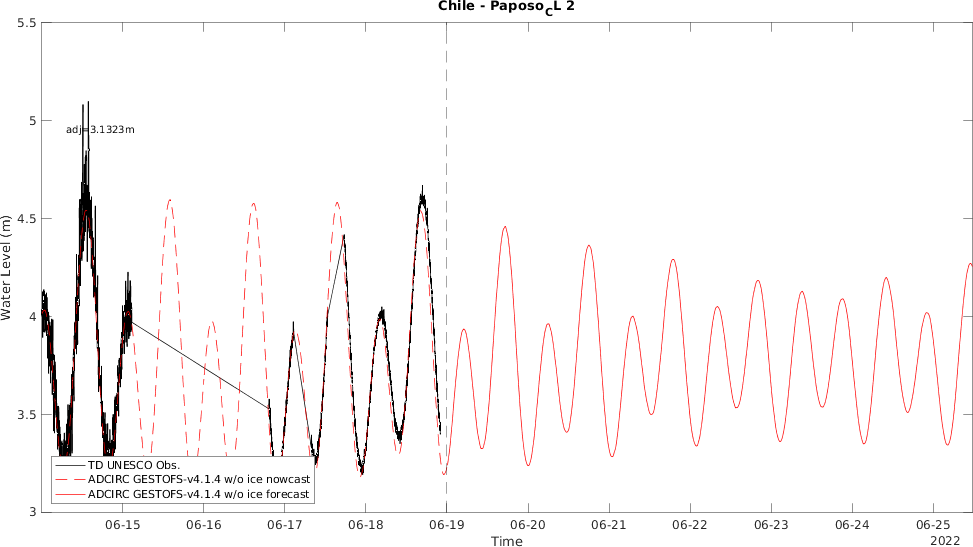 Chile - PaposoCL 2
5.5
5
4.5
4
3.5
3
Water Level (m)
adj=3.1323m
TD UNESCO Obs.
ADCIRC GESTOFS-v4.1.4 w/o ice nowcast
ADCIRC GESTOFS-v4.1.4 w/o ice forecast
06-15 06-16 06-17 06-18 06-19 06-20 06-21 06-22 06-23 06-24 06-25
Time
2022